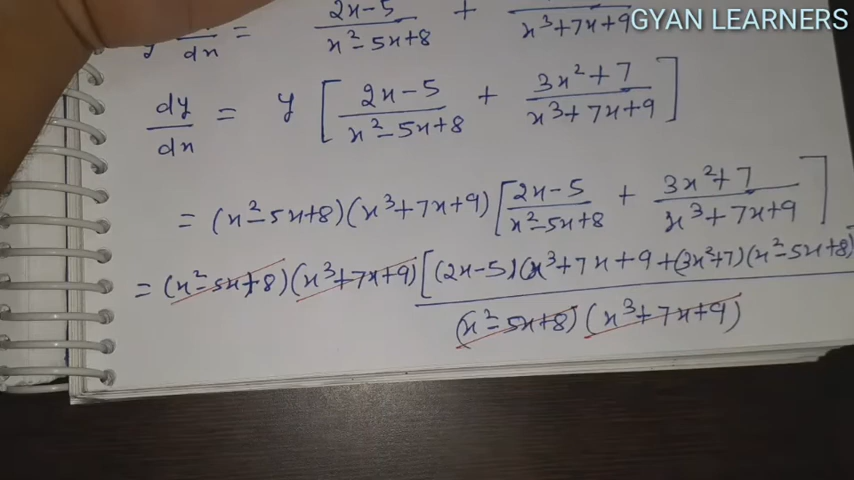 GYAN LEARNERS
dx = 2x-5 / x²-5x+8 + x³+7x+9
dy/dx = y [ 2x-5 / x²-5x+8 + 3x²+7 / x³+7x+9 ]
= (x²-5x+8)(x³+7x+9) [ 2x-5 / x²-5x+8 + 3x²+7 / x³+7x+9 ]
= (x²-5x+8)(x³+7x+9) [ (2x-5)(x³+7x+9 + (3x²+7)(x²-5x+8)
(x²-5x+8)(x³+7x+9)